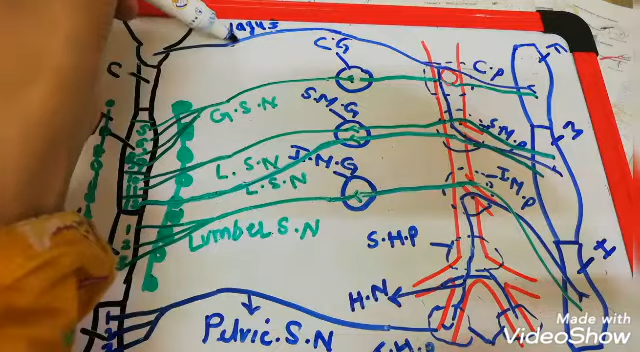 Vagus
C.G
C.P
C
G.S.N
S.M.G
S.M.P
L.S.N
I.M.G
L.S.N
I.M.P
Lumbel.S.N
S.H.P
H.N
Pelvic.S.N
Made with
VideoShow